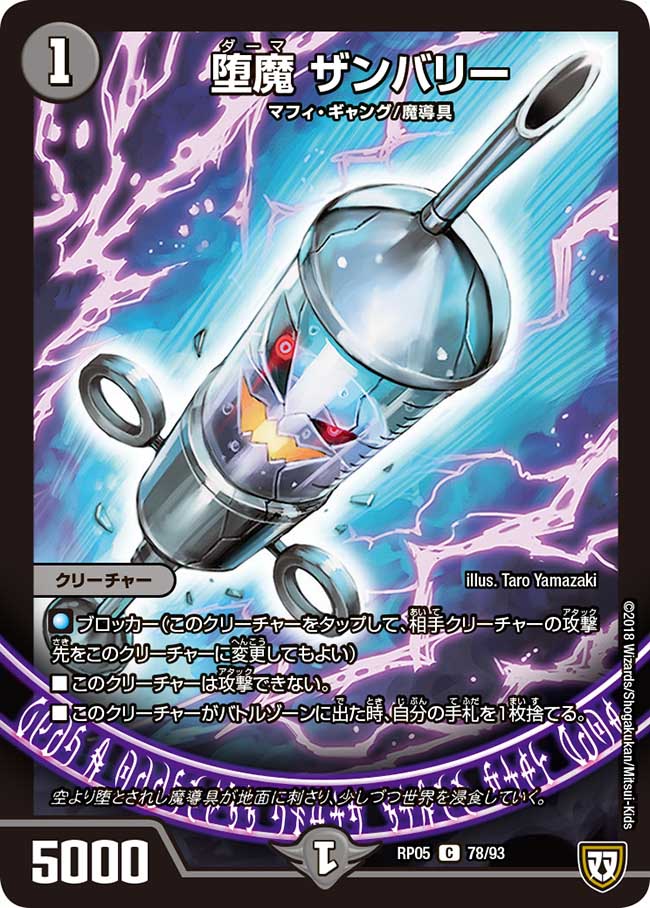 1
ダーマ
堕魔 ザンバリー
マフィ・ギャング/魔導具
クリーチャー
illus. Taro Yamazaki
ブロッカー(このクリーチャーをタップして、相手クリーチャーの攻撃
先をこのクリーチャーに変更してもよい)
■このクリーチャーは攻撃できない。
■このクリーチャーがバトルゾーンに出た時、自分の手札を1枚捨てる。
空より堕とされし魔導具が地面に刺さり、少しづつ世界を浸食していく。
5000
1
RP05 C 78/93
©2018 Wizards/Shogakukan/Mitsui-Kids